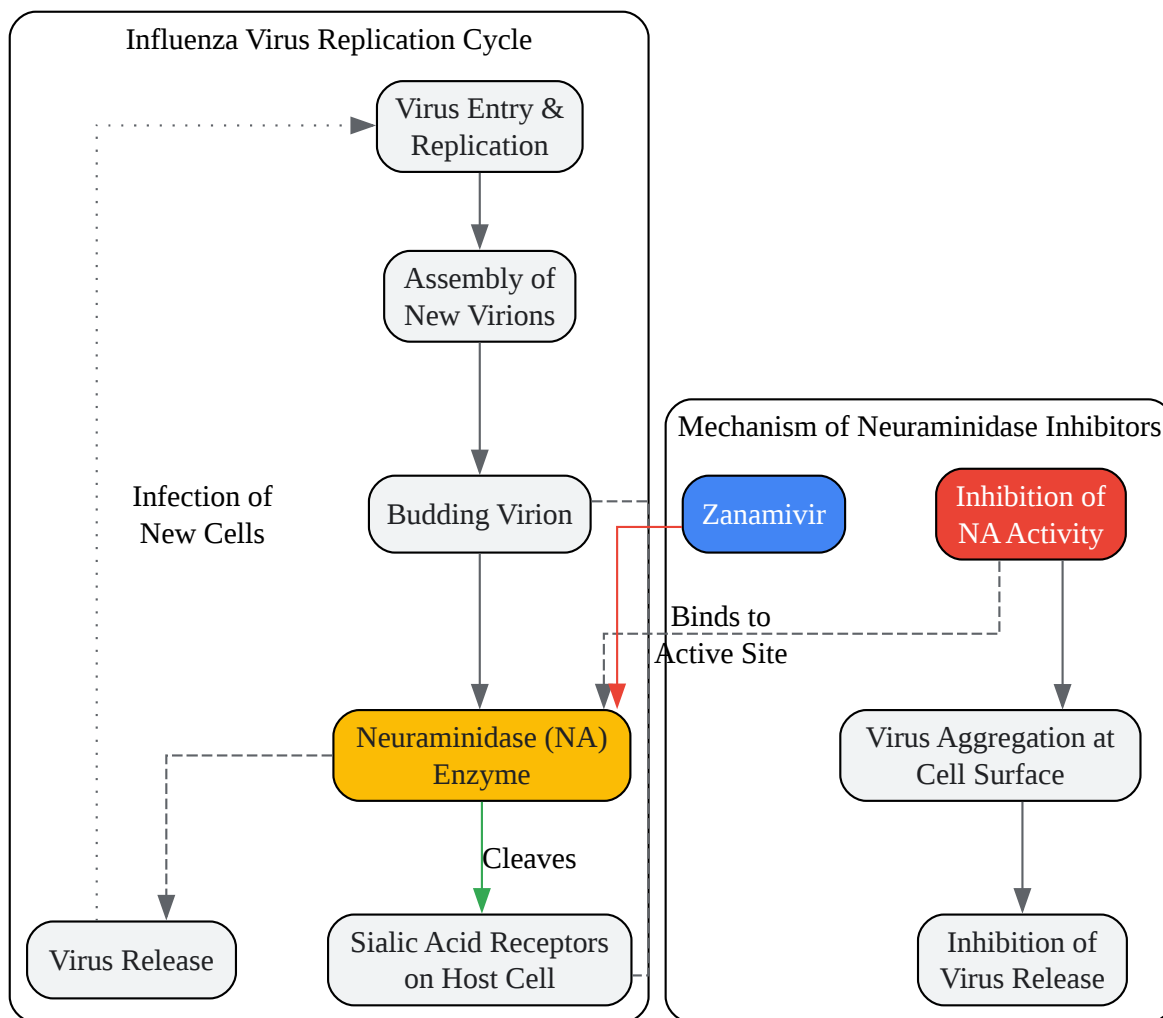 Influenza Virus Replication Cycle
Virus Entry &
Replication
Assembly of
New Virions
Mechanism of Neuraminidase Inhibitors
Infection of
New Cells
Budding Virion
Zanamivir
Inhibition of
NA Activity
Binds to
Active Site
Neuraminidase (NA)
Enzyme
Virus Aggregation at
Cell Surface
Cleaves
Virus Release
Sialic Acid Receptors
on Host Cell
Inhibition of
Virus Release